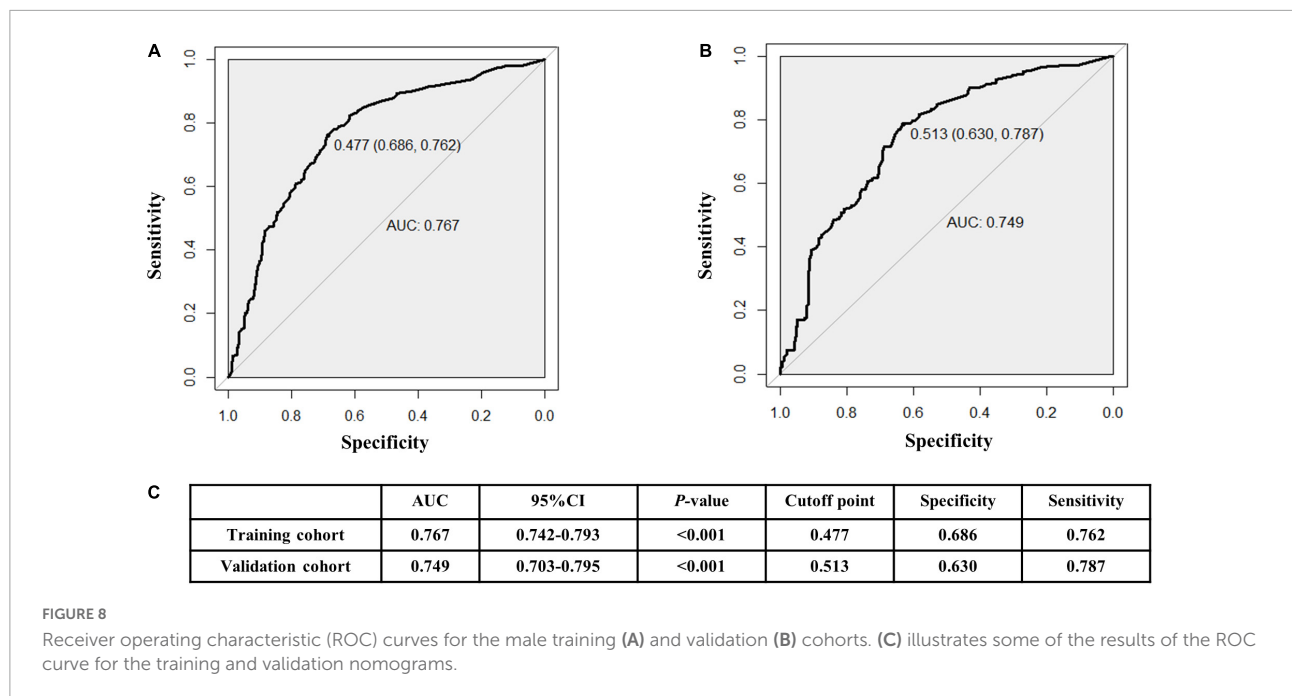 A
1.0
0.8
0.6
0.4
0.2
0.0
Sensitivity
0.477 (0.686, 0.762)
AUC: 0.767
1.0 0.8 0.6 0.4 0.2 0.0
Specificity
B
1.0
0.8
0.6
0.4
0.2
0.0
Sensitivity
0.513 (0.630, 0.787)
AUC: 0.749
1.0 0.8 0.6 0.4 0.2 0.0
Specificity
C
AUC 95%CI P-value Cutoff point Specificity Sensitivity
Training cohort 0.767 0.742-0.793 <0.001 0.477 0.686 0.762
Validation cohort 0.749 0.703-0.795 <0.001 0.513 0.630 0.787
FIGURE 8
Receiver operating characteristic (ROC) curves for the male training (A) and validation (B) cohorts. (C) illustrates some of the results of the ROC
curve for the training and validation nomograms.